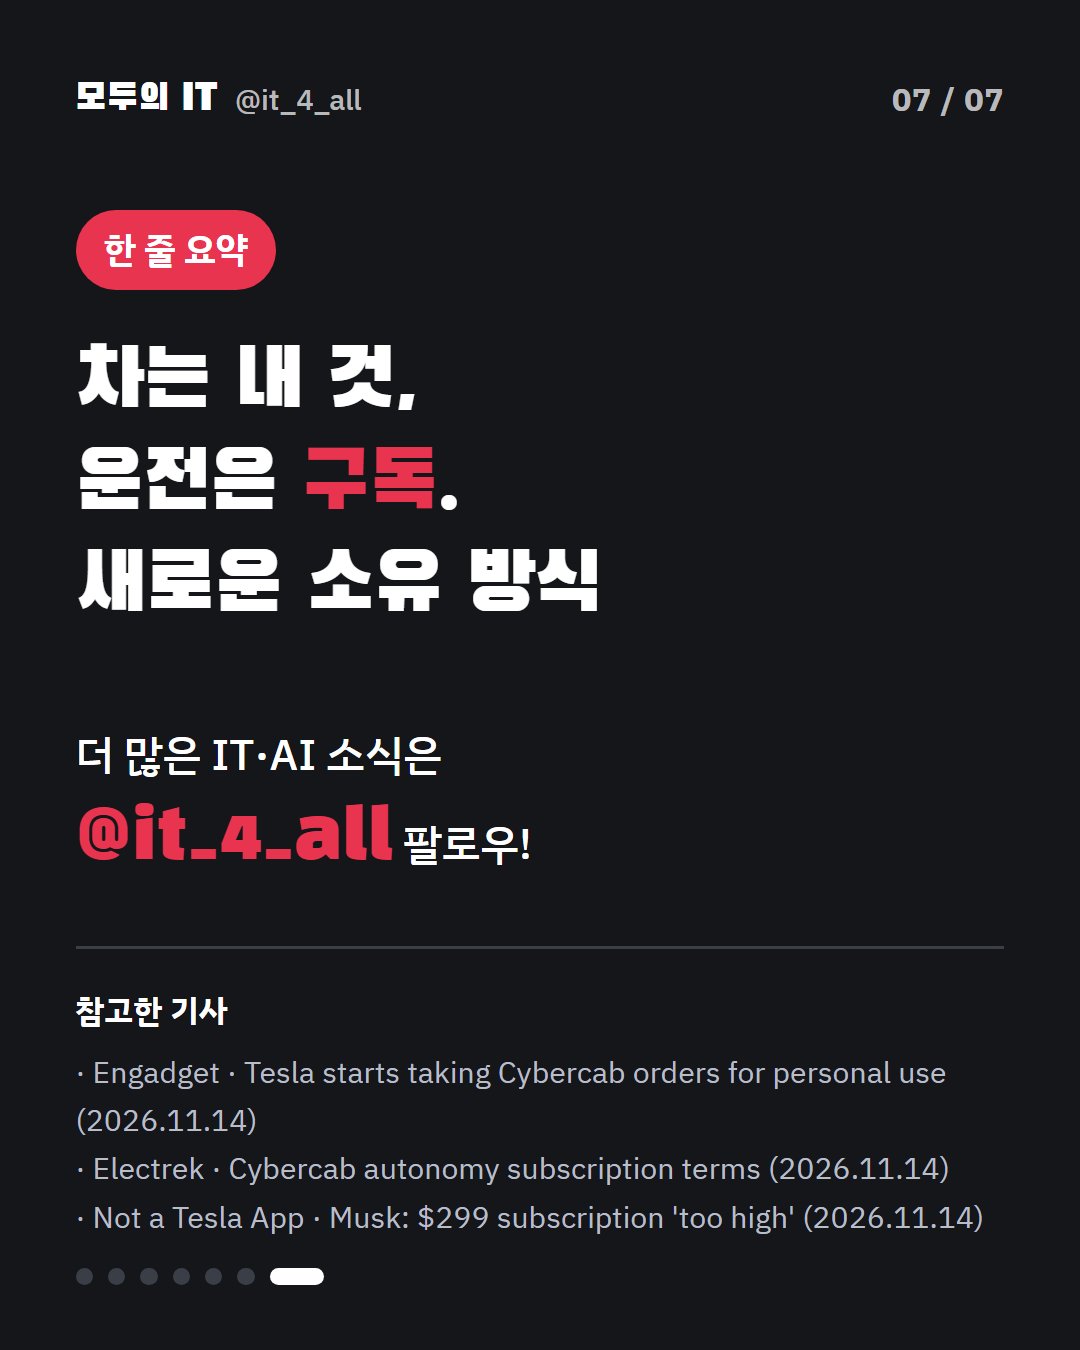 모두의 IT @it_4_all
07 / 07
한 줄 요약
차는 내 것,
운전은 구독.
새로운 소유 방식
더 많은 IT·AI 소식은
@it_4_all 팔로우!
참고한 기사
· Engadget · Tesla starts taking Cybercab orders for personal use
(2026.11.14)
· Electrek · Cybercab autonomy subscription terms (2026.11.14)
· Not a Tesla App · Musk: $299 subscription 'too high' (2026.11.14)